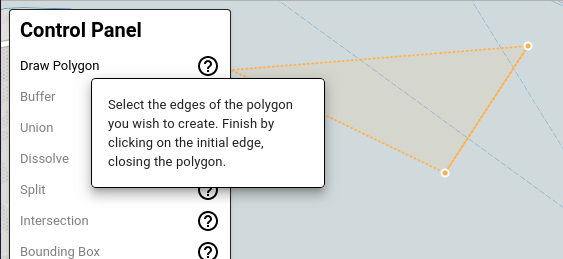 Control Panel
Draw Polygon
Select the edges of the polygon
you wish to create. Finish by
clicking on the initial edge,
closing the polygon.
Buffer
Union
Dissolve
Split
Intersection
Bounding Box